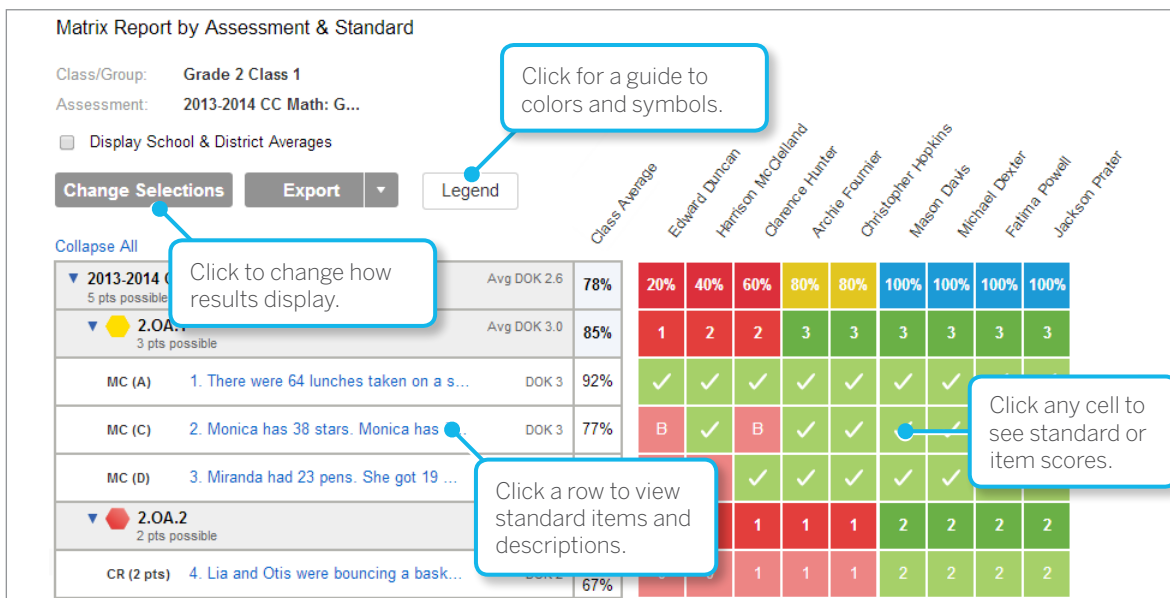 Matrix Report by Assessment & Standard
Class/Group: Grade 2 Class 1
Assessment: 2013-2014 CC Math: G...
Display School & District Averages
Click for a guide to
colors and symbols.
Change Selections Export Legend
Class Average
Edward Duncan
Harrison McClelland
Clarence Hunter
Archie Fournier
Christopher Hopkins
Mason Davis
Michael Dexter
Fatima Powell
Jackson Prater
Collapse All
Click to change how
results display.
2013-2014 Avg DOK 2.6 78% 20% 40% 60% 80% 80% 100% 100% 100% 100%
5 pts possible
2.OA.1 Avg DOK 3.0 85% 1 2 2 3 3 3 3 3 3
3 pts possible
MC (A) 1. There were 64 lunches taken on a s... DOK 3 92% ✓ ✓ ✓ ✓ ✓ ✓ ✓
MC (C) 2. Monica has 38 stars. Monica has DOK 3 77% B ✓ B ✓ ✓ ✓ ✓
Click any cell to
see standard or
item scores.
MC (D) 3. Miranda had 23 pens. She got 19 ... ✓ ✓ ✓ ✓ ✓
Click a row to view
standard items and
descriptions.
2.OA.2 1 1 1 2 2 2 2
2 pts possible
CR (2 pts) 4. Lia and Otis were bouncing a bask... 67% 1 1 1 2 2 2 2